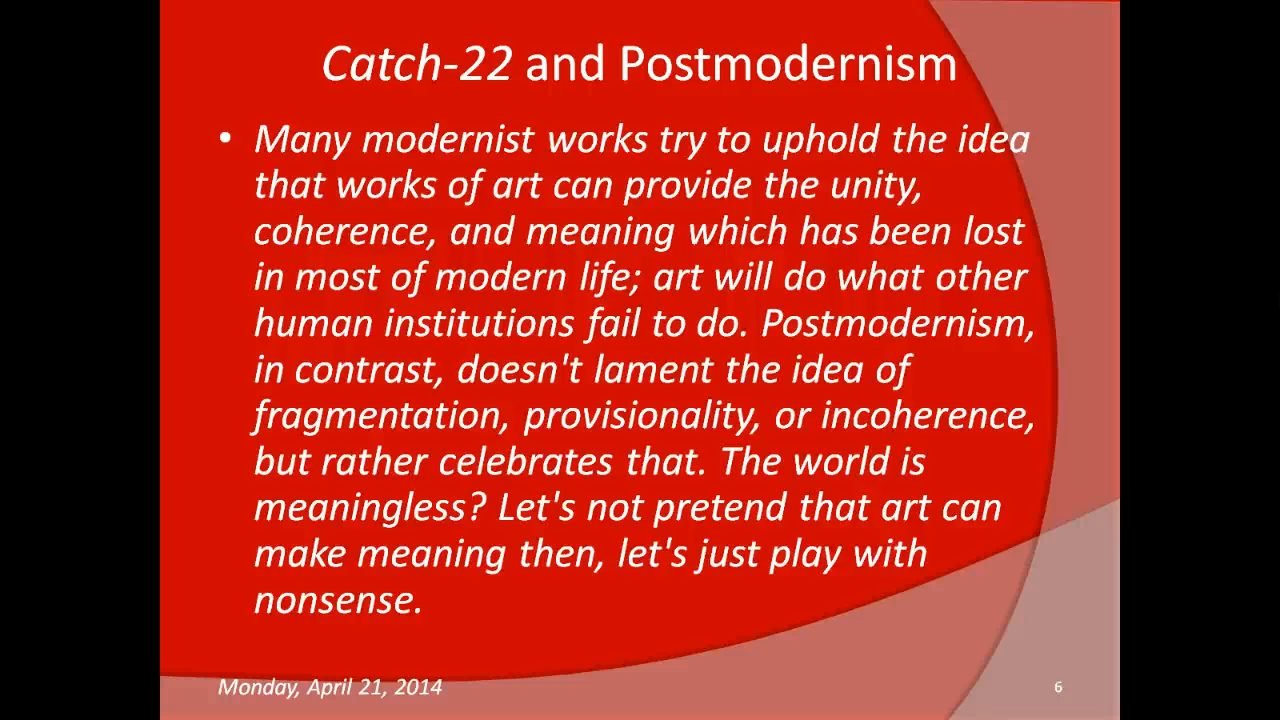 Catch-22 and Postmodernism
• Many modernist works try to uphold the idea
that works of art can provide the unity,
coherence, and meaning which has been lost
in most of modern life; art will do what other
human institutions fail to do. Postmodernism,
in contrast, doesn't lament the idea of
fragmentation, provisionality, or incoherence,
but rather celebrates that. The world is
meaningless? Let's not pretend that art can
make meaning then, let's just play with
nonsense.
Monday, April 21, 2014
6